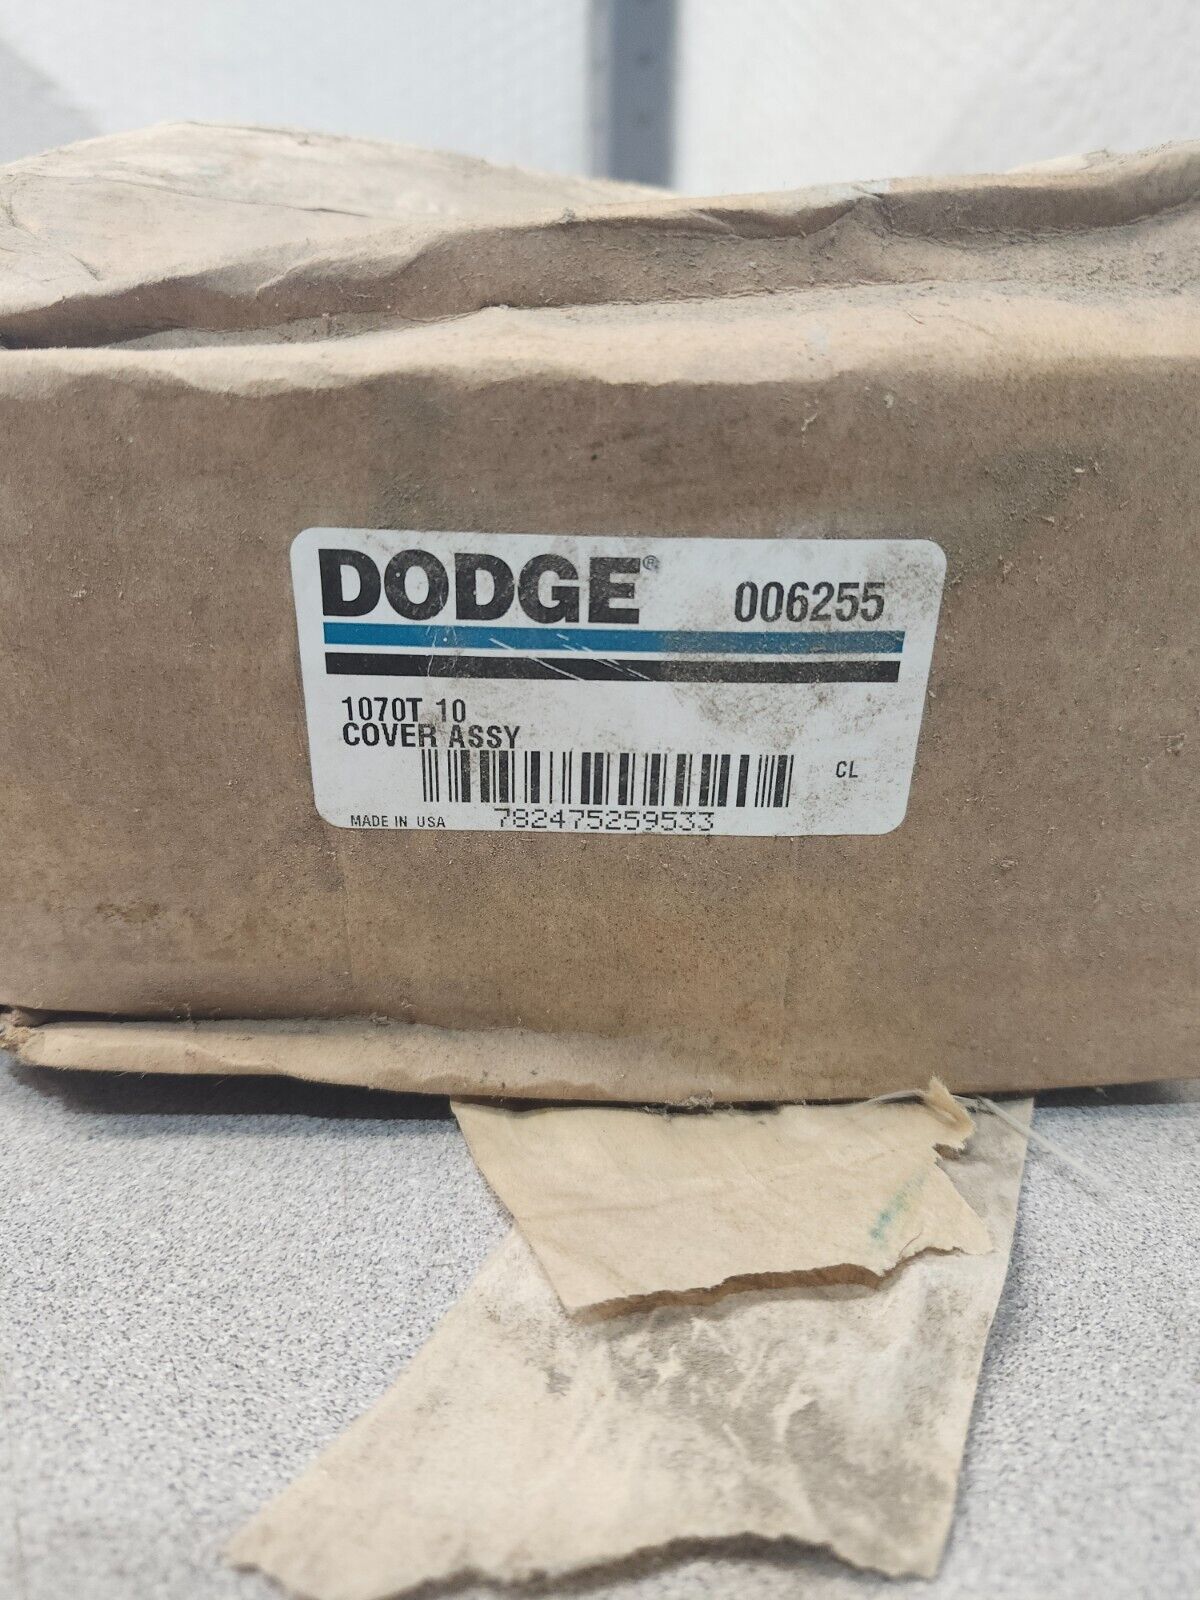 DODGE® 006255
1070T 10
COVER ASSY
CL
MADE IN USA 782475259533